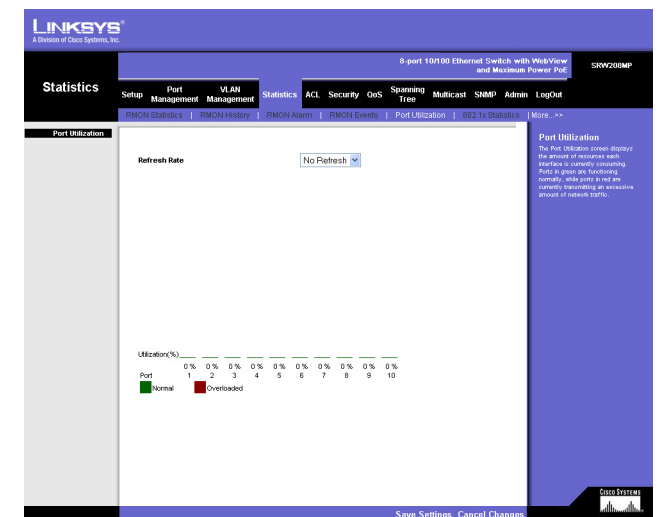 LINKSYS®
A Division of Cisco Systems, Inc.
8-port 10/100 Ethernet Switch with WebView and Maximum Power PoE
SRW208MP
Statistics
Setup Port Management VLAN Management Statistics ACL Security QoS Spanning Tree Multicast SNMP Admin LogOut
RMON Statistics | RMON History | RMON Alarm | RMON Events | Port Utilization | 802.1x Statistics | More...>>
Port Utilization
Refresh Rate No Refresh
Port Utilization
The Port Utilization screen displays
the amount of resources each
interface is currently consuming.
Ports in green are functioning
normally, while ports in red are
currently transmitting an excessive
amount of network traffic.
Utilization(%)
0 % 0 % 0 % 0 % 0 % 0 % 0 % 0 % 0 % 0 %
Port 1 2 3 4 5 6 7 8 9 10
Normal Overloaded
Save Settings Cancel Changes
CISCO SYSTEMS